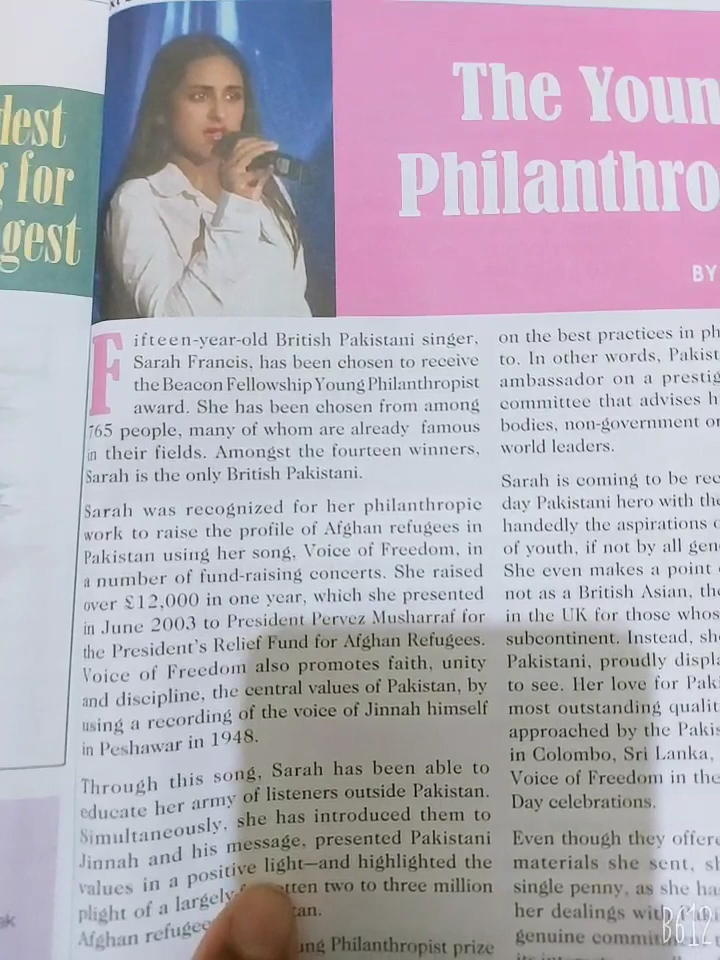 dest
g for
gest
The Youn
Philanthro
BY
Fifteen-year-old British Pakistani singer,
Sarah Francis, has been chosen to receive
the Beacon Fellowship Young Philanthropist
award. She has been chosen from among
765 people, many of whom are already famous
in their fields. Amongst the fourteen winners,
Sarah is the only British Pakistani.
Sarah was recognized for her philanthropic
work to raise the profile of Afghan refugees in
Pakistan using her song, Voice of Freedom, in
a number of fund-raising concerts. She raised
over £12,000 in one year, which she presented
in June 2003 to President Pervez Musharraf for
the President's Relief Fund for Afghan Refugees.
Voice of Freedom also promotes faith, unity
and discipline, the central values of Pakistan, by
using a recording of the voice of Jinnah himself
in Peshawar in 1948.
Through this song, Sarah has been able to
educate her army of listeners outside Pakistan.
Simultaneously, she has introduced them to
Jinnah and his message, presented Pakistani
values in a positive light—and highlighted the
plight of a largely tten two to three million
Afghan refugee tan.
ung Philanthropist prize
on the best practices in ph
to. In other words, Pakist
ambassador on a prestig
committee that advises h
bodies, non-government or
world leaders.
Sarah is coming to be rec
day Pakistani hero with the
handedly the aspirations o
of youth, if not by all gen
She even makes a point
not as a British Asian, the
in the UK for those whos
subcontinent. Instead, she
Pakistani, proudly displa
to see. Her love for Paki
most outstanding qualit
approached by the Pakis
in Colombo, Sri Lanka,
Voice of Freedom in the
Day celebrations.
Even though they offere
materials she sent, sh
single penny, as she has
her dealings with
genuine commit
B612